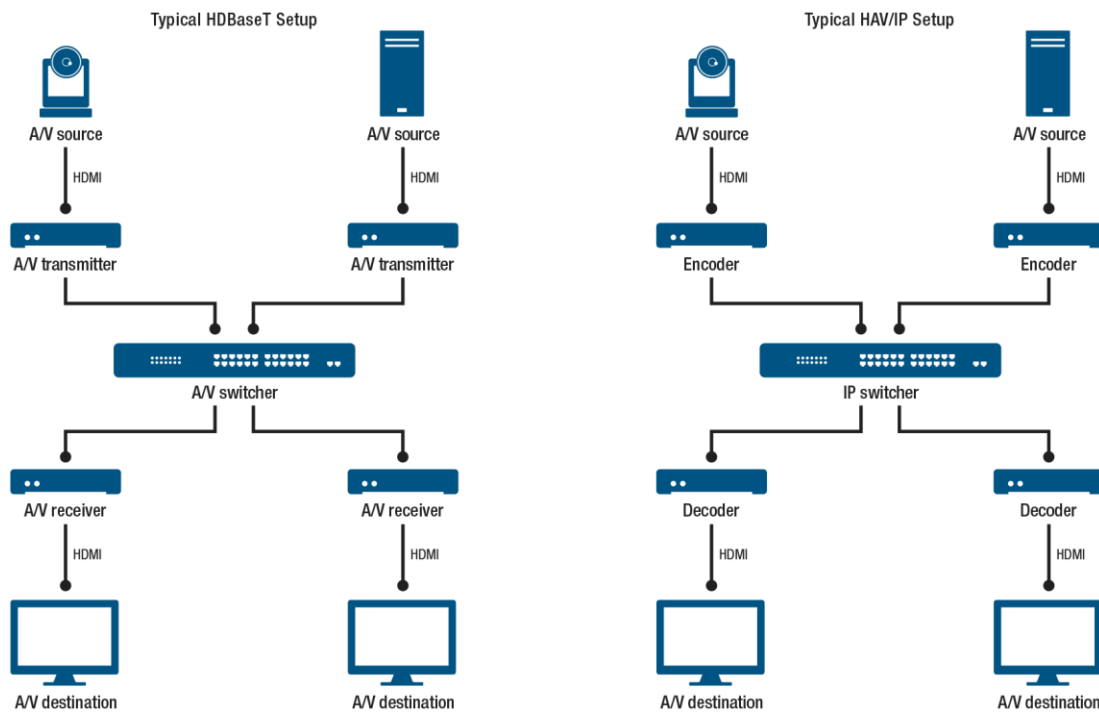 Typical HDBaseT Setup
Typical HAV/IP Setup
A/V source
A/V source
A/V source
A/V source
HDMI
HDMI
HDMI
HDMI
A/V transmitter
A/V transmitter
Encoder
Encoder
A/V switcher
IP switcher
A/V receiver
A/V receiver
Decoder
Decoder
HDMI
HDMI
HDMI
HDMI
A/V destination
A/V destination
A/V destination
A/V destination